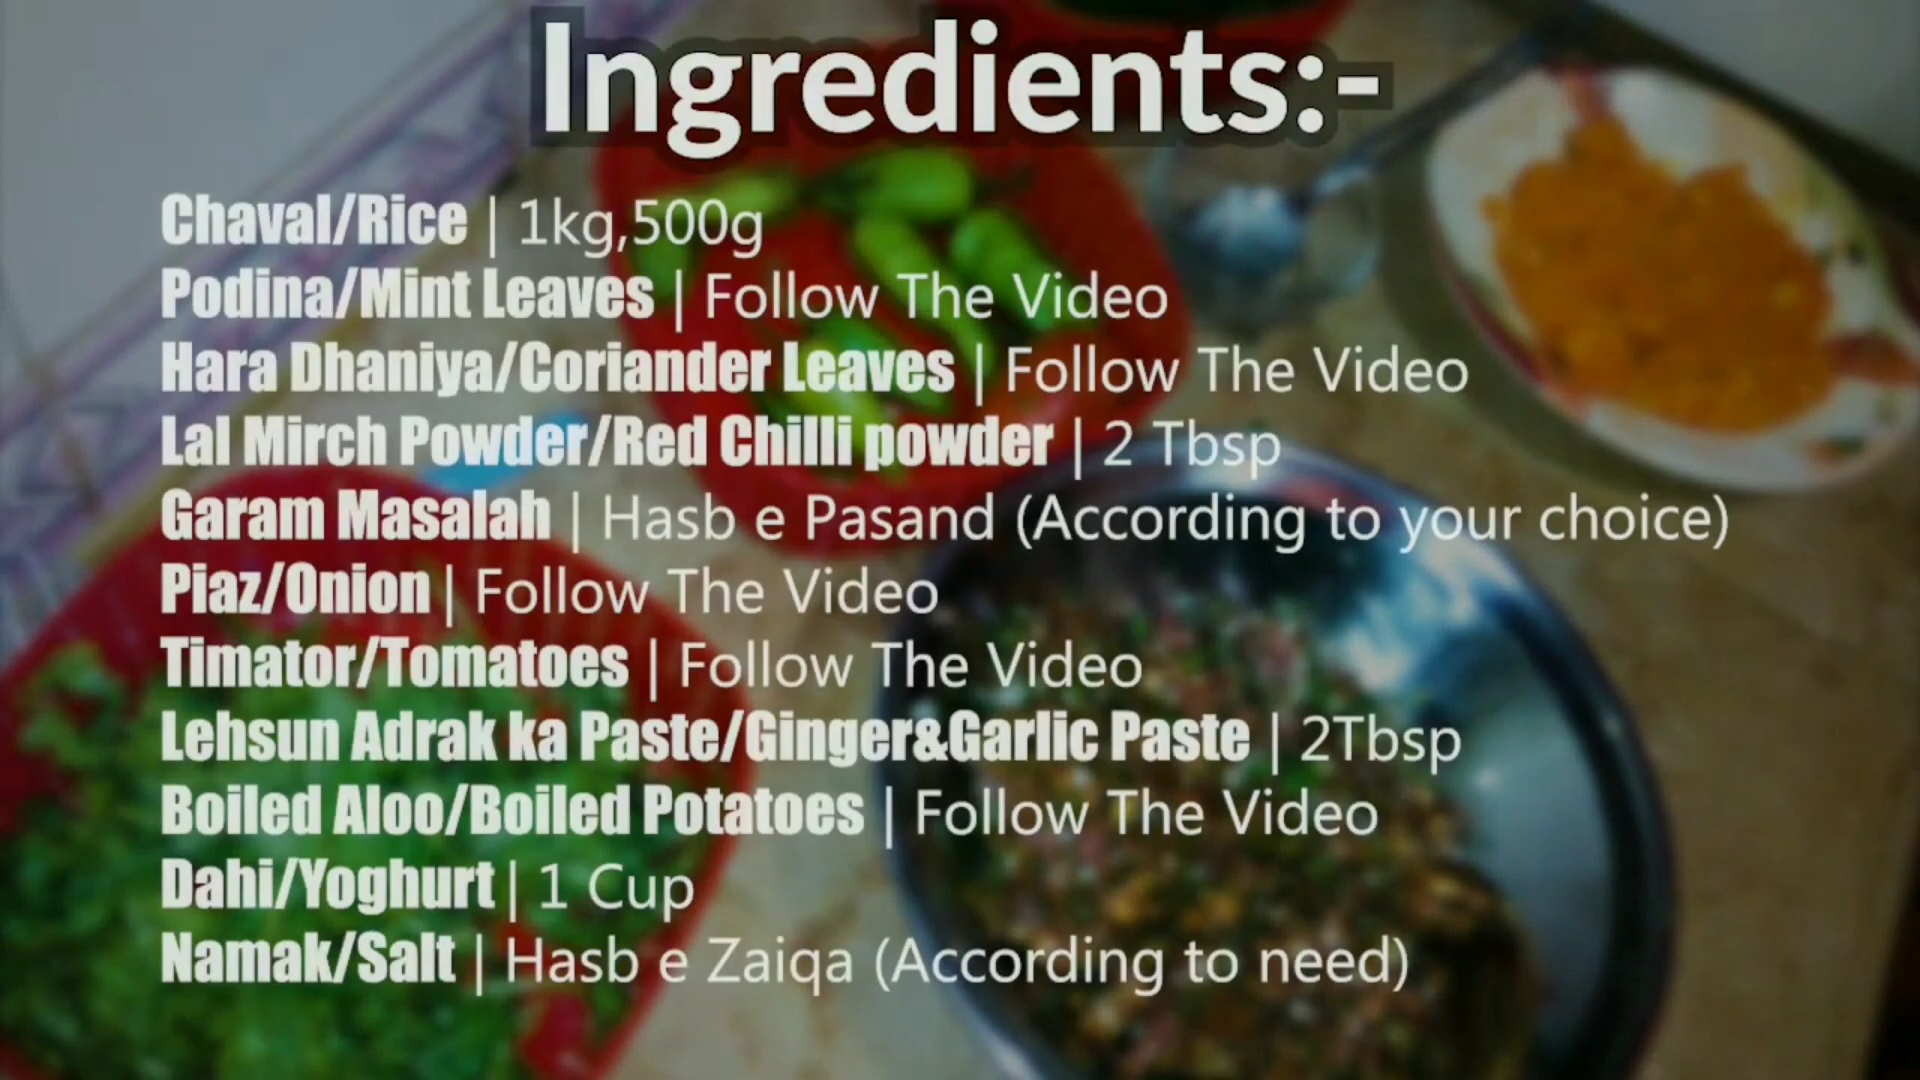 Ingredients:-
Chaval/Rice | 1kg,500g
Podina/Mint Leaves | Follow The Video
Hara Dhaniya/Coriander Leaves | Follow The Video
Lal Mirch Powder/Red Chilli powder | 2 Tbsp
Garam Masalah | Hasb e Pasand (According to your choice)
Piaz/Onion | Follow The Video
Timator/Tomatoes | Follow The Video
Lehsun Adrak ka Paste/Ginger&Garlic Paste | 2Tbsp
Boiled Aloo/Boiled Potatoes | Follow The Video
Dahi/Yoghurt | 1 Cup
Namak/Salt | Hasb e Zaiqa (According to need)